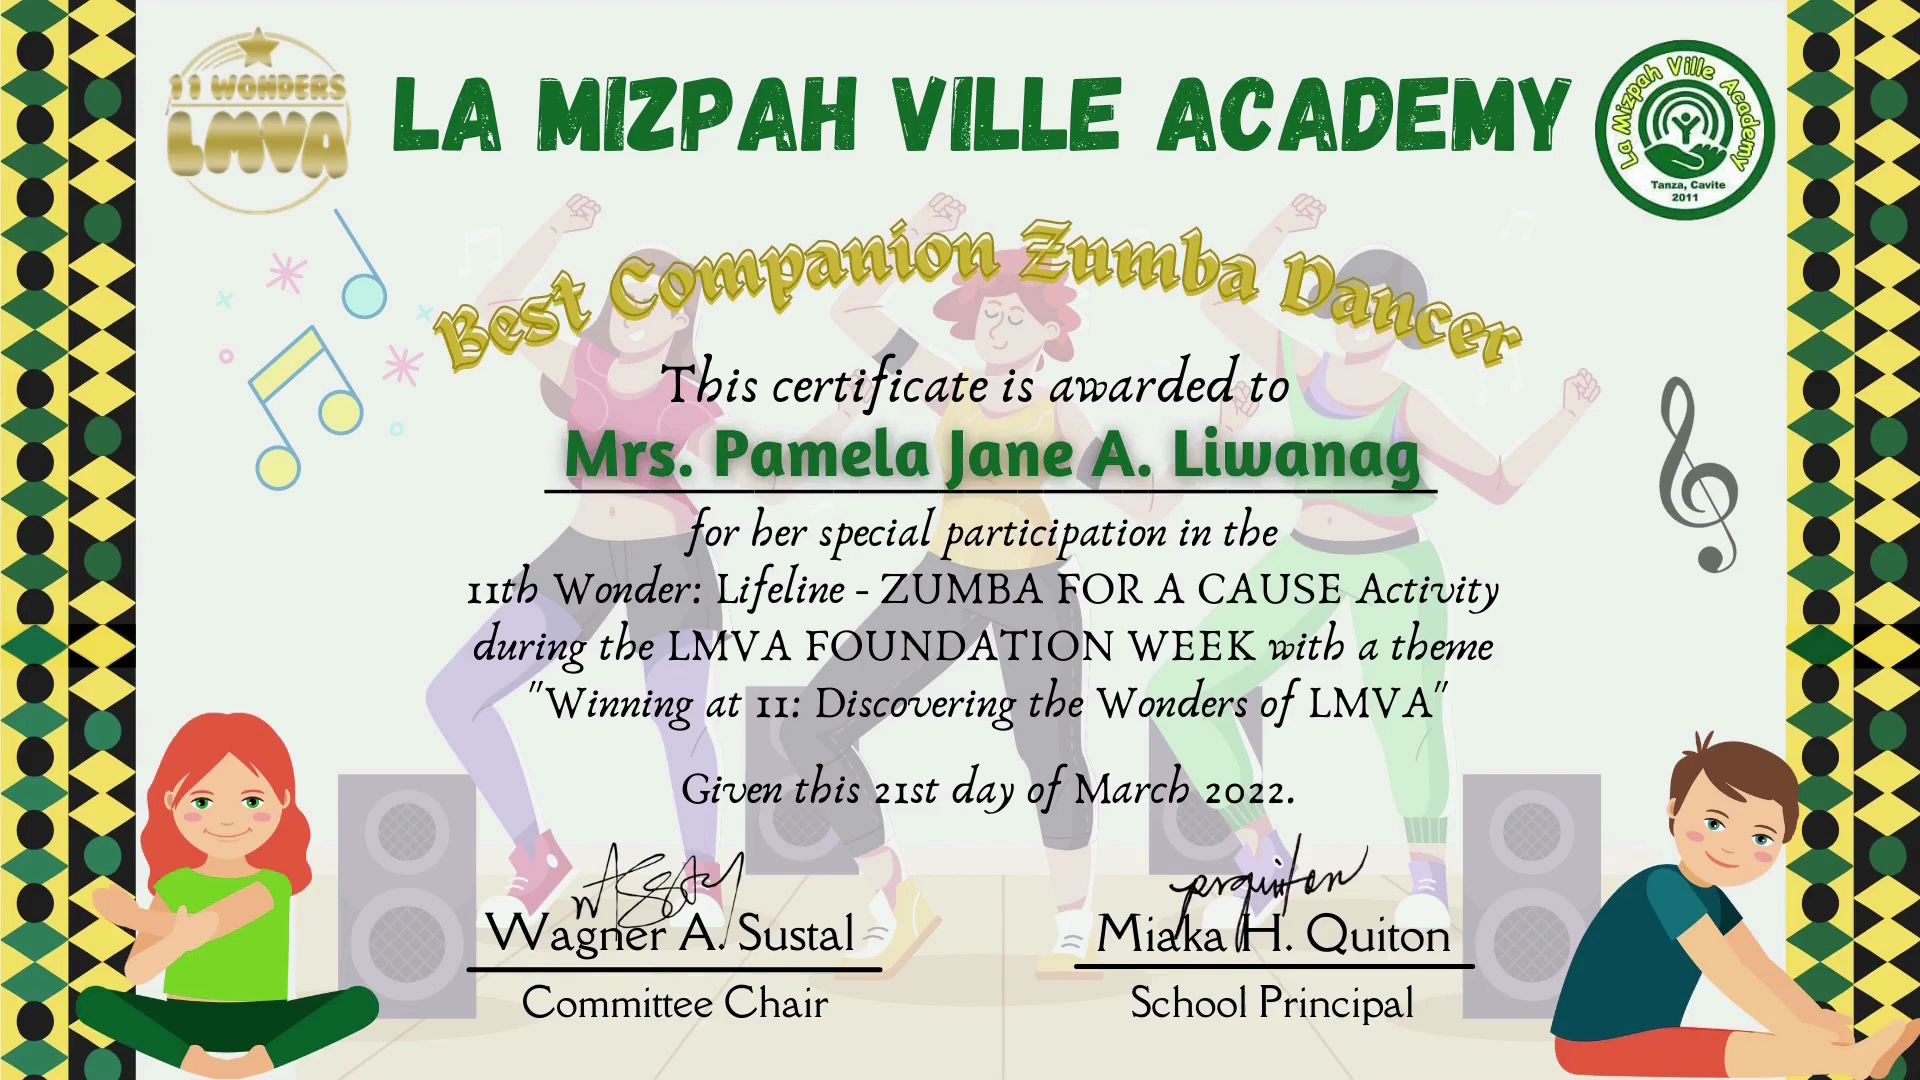 11 WONDERS
LMVA
LA MIZPAH VILLE ACADEMY
La Mizpah Ville Academy
Tanza, Cavite
2011
Best Companion Zumba Dancer
This certificate is awarded to
Mrs. Pamela Jane A. Liwanag
for her special participation in the
11th Wonder: Lifeline - ZUMBA FOR A CAUSE Activity
during the LMVA FOUNDATION WEEK with a theme
"Winning at 11: Discovering the Wonders of LMVA"
Given this 21st day of March 2022.
Wagner A. Sustal
Committee Chair
Miaka H. Quiton
School Principal